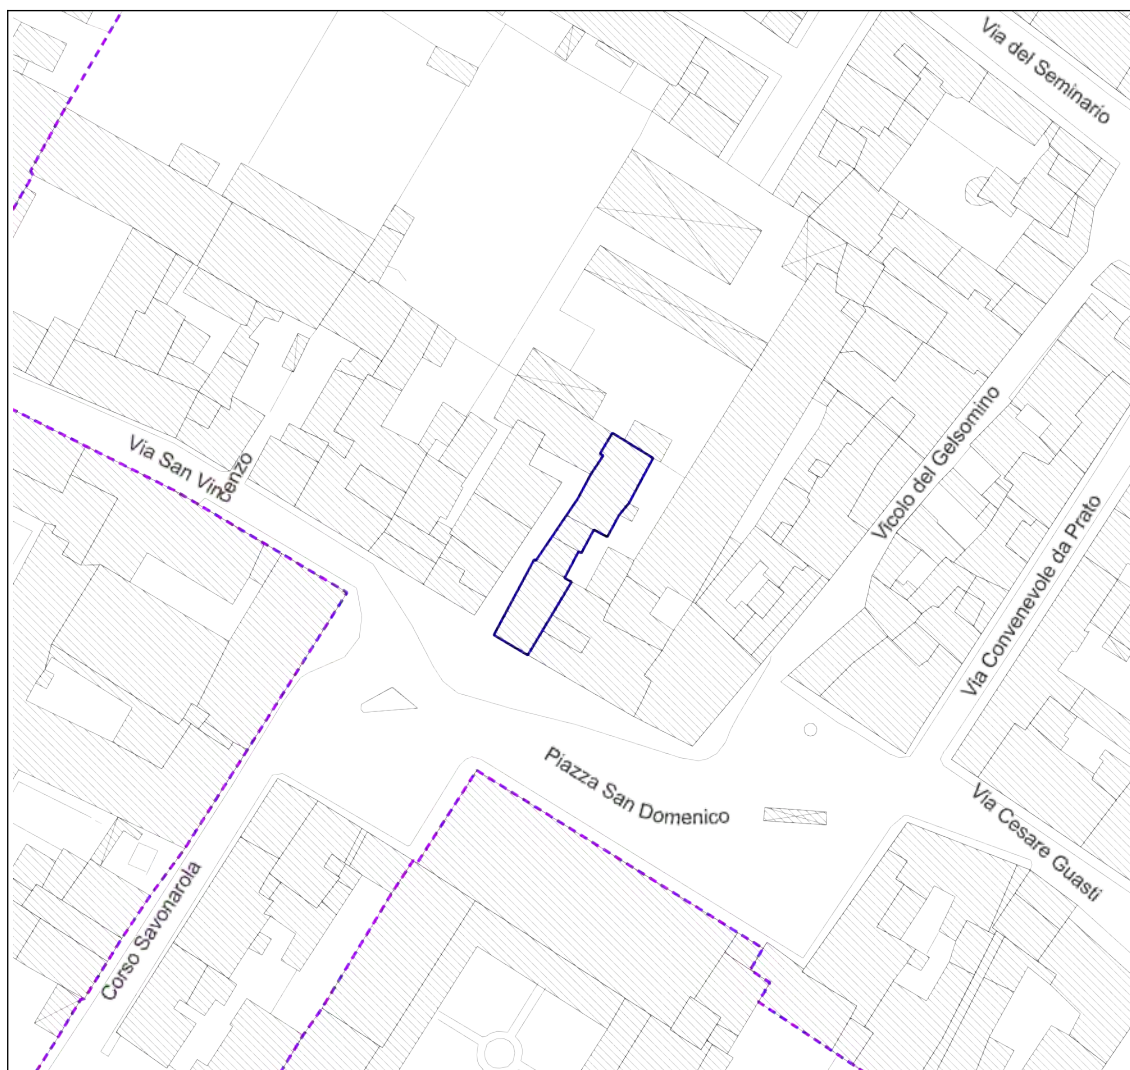 Via del Seminario
Via San Vincenzo
Vicolo del Gelsomino
Via Convenevole da Prato
Piazza San Domenico
Via Cesare Guasti
Corso Savonarola